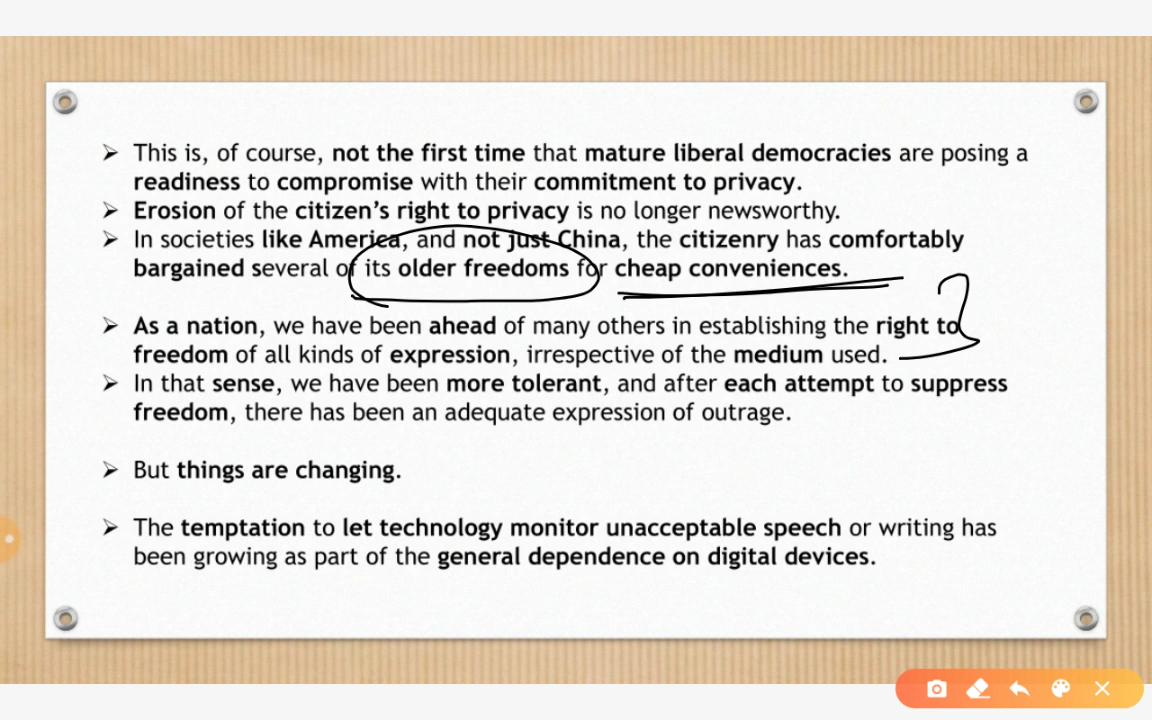 ➢ This is, of course, not the first time that mature liberal democracies are posing a
readiness to compromise with their commitment to privacy.
➢ Erosion of the citizen's right to privacy is no longer newsworthy.
➢ In societies like America, and not just China, the citizenry has comfortably
bargained several of its older freedoms for cheap conveniences.
➢ As a nation, we have been ahead of many others in establishing the right to
freedom of all kinds of expression, irrespective of the medium used.
➢ In that sense, we have been more tolerant, and after each attempt to suppress
freedom, there has been an adequate expression of outrage.
➢ But things are changing.
➢ The temptation to let technology monitor unacceptable speech or writing has
been growing as part of the general dependence on digital devices.